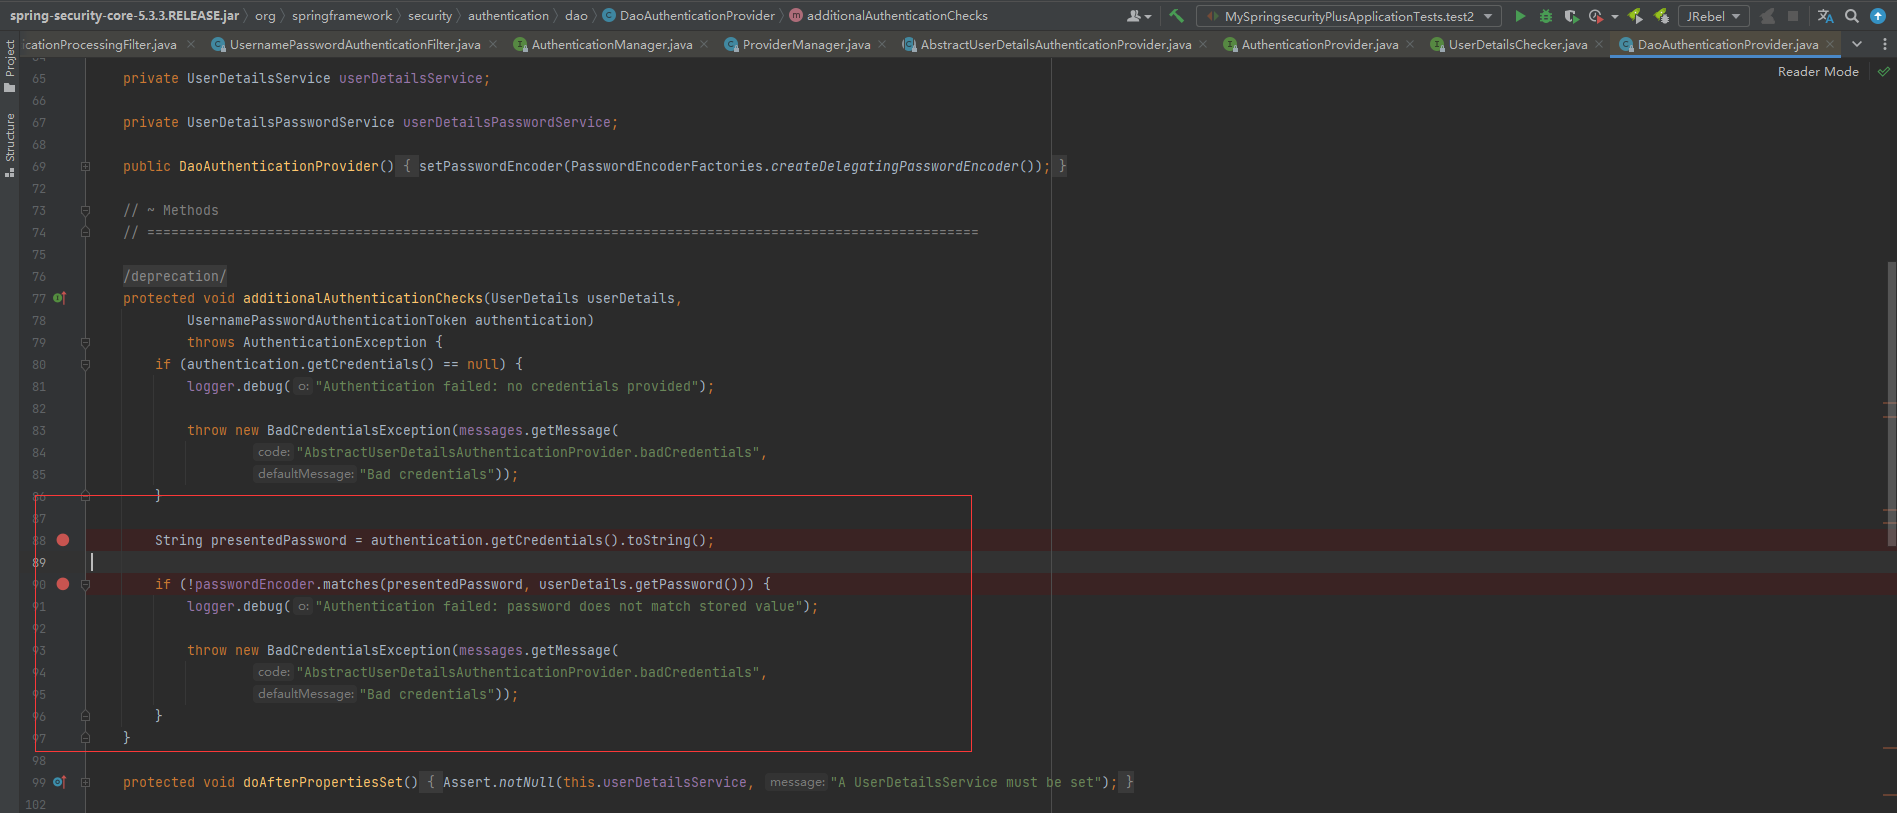 spring-security-core-5.3.3.RELEASE.jar org springframework security authentication dao DaoAuthenticationProvider additionalAuthenticationChecks MySpringsecurityPlusApplicationTests.test2 JRebel
icationProcessingFilter.java UsernamePasswordAuthenticationFilter.java AuthenticationManager.java ProviderManager.java AbstractUserDetailsAuthenticationProvider.java AuthenticationProvider.java UserDetailsChecker.java DaoAuthenticationProvider.java
Project
Structure
Reader Mode
65 private UserDetailsService userDetailsService;
66
67 private UserDetailsPasswordService userDetailsPasswordService;
68
69 public DaoAuthenticationProvider() { setPasswordEncoder(PasswordEncoderFactories.createDelegatingPasswordEncoder()); }
72
73 // ~ Methods
74 // ========================================================================================================
75
76 /deprecation/
77 protected void additionalAuthenticationChecks(UserDetails userDetails,
78 UsernamePasswordAuthenticationToken authentication)
79 throws AuthenticationException {
80 if (authentication.getCredentials() == null) {
81 logger.debug( o: "Authentication failed: no credentials provided");
82
83 throw new BadCredentialsException(messages.getMessage(
84 code: "AbstractUserDetailsAuthenticationProvider.badCredentials",
85 defaultMessage: "Bad credentials"));
86 }
87
88 String presentedPassword = authentication.getCredentials().toString();
89
90 if (!passwordEncoder.matches(presentedPassword, userDetails.getPassword())) {
91 logger.debug( o: "Authentication failed: password does not match stored value");
92
93 throw new BadCredentialsException(messages.getMessage(
94 code: "AbstractUserDetailsAuthenticationProvider.badCredentials",
95 defaultMessage: "Bad credentials"));
96 }
97 }
98
99 protected void doAfterPropertiesSet() { Assert.notNull(this.userDetailsService, message: "A UserDetailsService must be set"); }
102